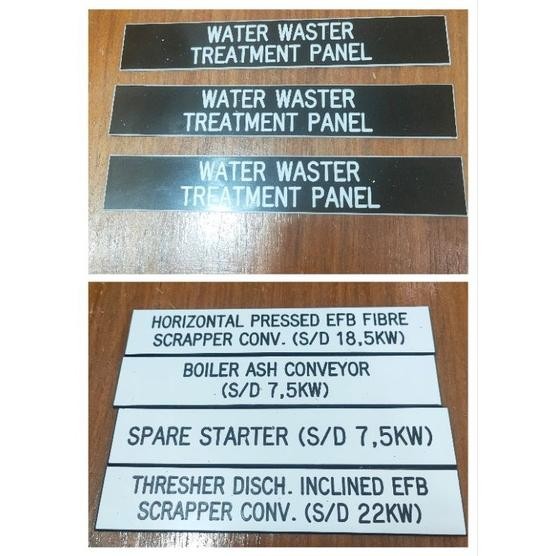 WATER WASTER
TREATMENT PANEL
WATER WASTER
TREATMENT PANEL
WATER WASTER
TREATMENT PANEL
HORIZONTAL PRESSED EFB FIBRE
SCRAPPER CONV. (S/D 18,5KW)
BOILER ASH CONVEYOR
(S/D 7,5KW)
SPARE STARTER (S/D 7,5KW)
THRESHER DISCH. INCLINED EFB
SCRAPPER CONV. (S/D 22KW)